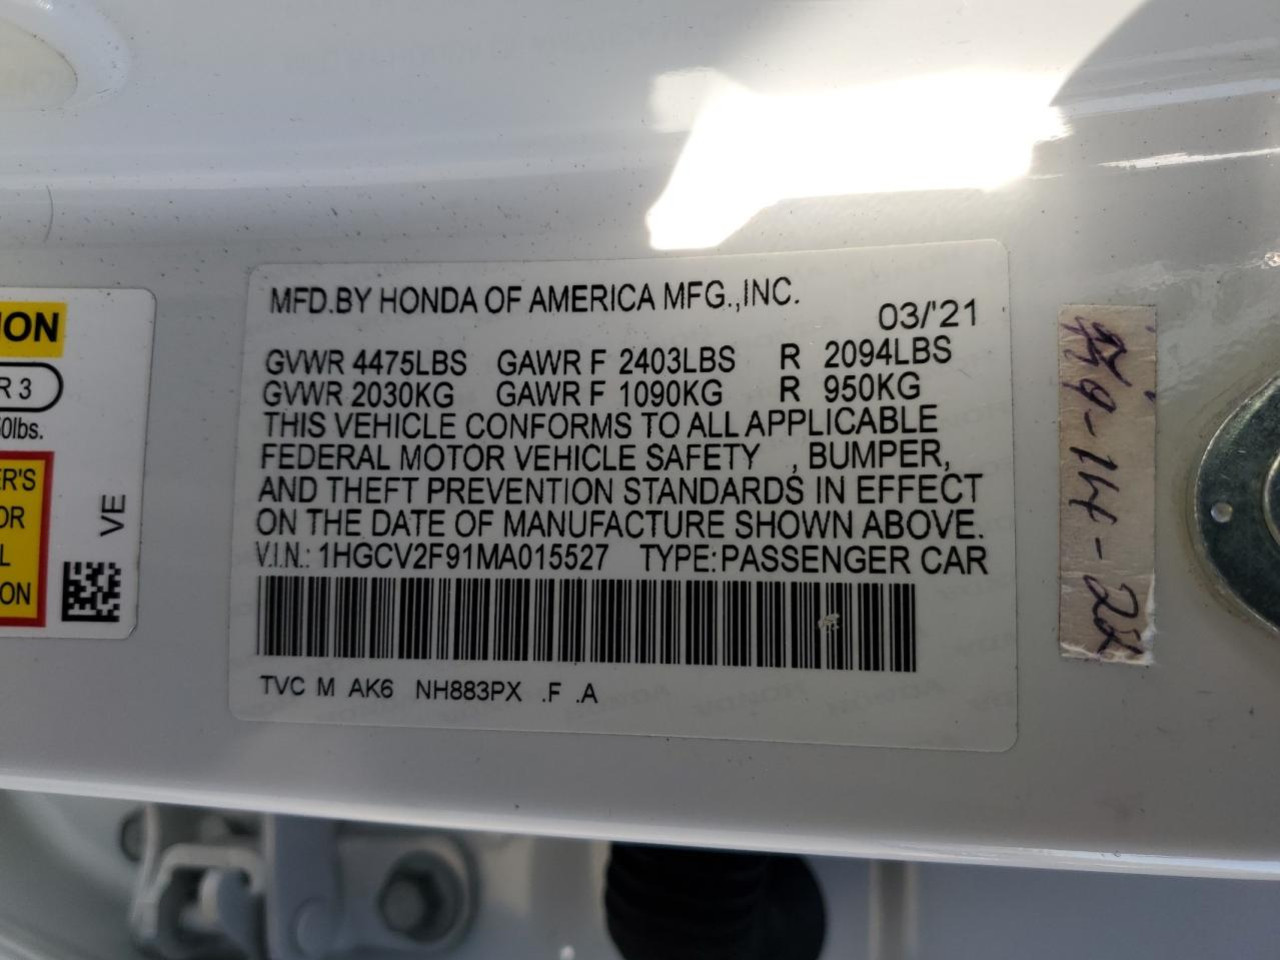 MFD.BY HONDA OF AMERICA MFG.,INC.
03/'21
GVWR 4475LBS GAWR F 2403LBS R 2094LBS
GVWR 2030KG GAWR F 1090KG R 950KG
THIS VEHICLE CONFORMS TO ALL APPLICABLE
FEDERAL MOTOR VEHICLE SAFETY , BUMPER,
AND THEFT PREVENTION STANDARDS IN EFFECT
ON THE DATE OF MANUFACTURE SHOWN ABOVE.
V.I.N.: 1HGCV2F91MA015527 TYPE: PASSENGER CAR
TVC M AK6 NH883PX .F .A
ION
R 3
0lbs.
ER'S
OR
L
ON
VE